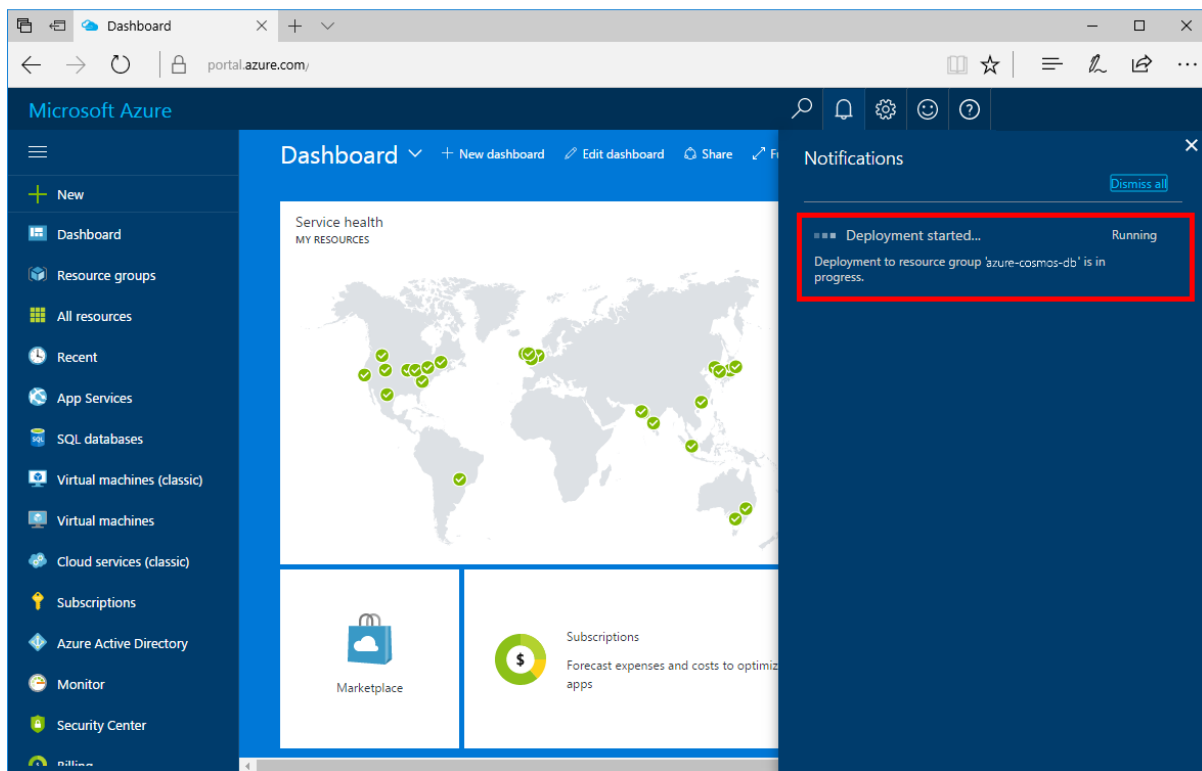 Dashboard
portal.azure.com/
Microsoft Azure
New
Dashboard
Resource groups
All resources
Recent
App Services
SQL databases
Virtual machines (classic)
Virtual machines
Cloud services (classic)
Subscriptions
Azure Active Directory
Monitor
Security Center
Billing
Dashboard
New dashboard
Edit dashboard
Share
Service health
MY RESOURCES
Marketplace
$
Subscriptions
Forecast expenses and costs to optimiz
apps
Notifications
Dismiss all
Deployment started... Running
Deployment to resource group 'azure-cosmos-db' is in
progress.